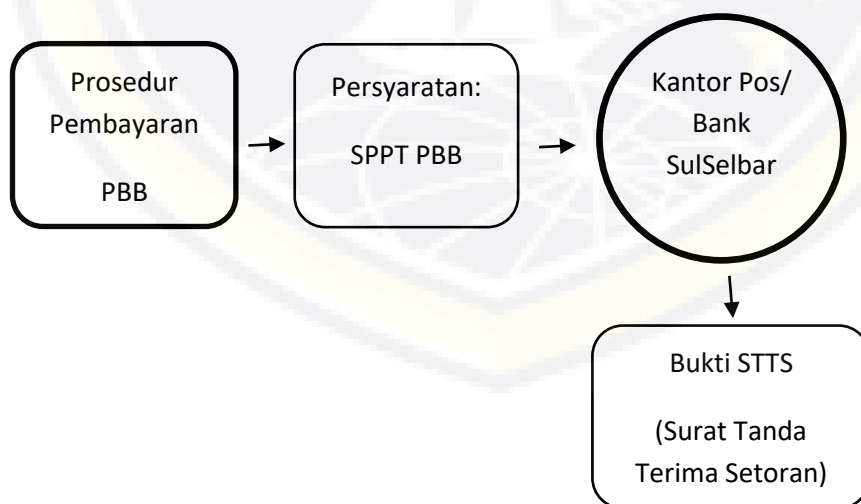 Prosedur
Pembayaran
PBB
Persyaratan:
SPPT PBB
Kantor Pos/
Bank
SulSelbar
Bukti STTS
(Surat Tanda
Terima Setoran)